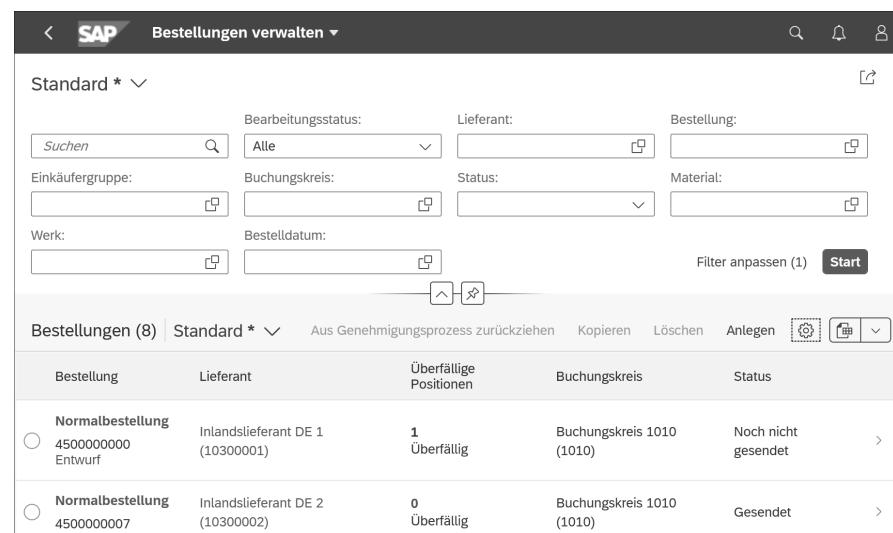 SAP Bestellungen verwalten
Standard *
Bearbeitungsstatus: Lieferant: Bestellung:
Suchen Alle
Einkäufergruppe: Buchungskreis: Status: Material:
Werk: Bestelldatum:
Filter anpassen (1) Start
Bestellungen (8) Standard * Aus Genehmigungsprozess zurückziehen Kopieren Löschen Anlegen
Bestellung Lieferant Überfällige Positionen Buchungskreis Status
Normalbestellung
4500000000
Entwurf
Inlandslieferant DE 1
(10300001)
1
Überfällig
Buchungskreis 1010
(1010)
Noch nicht
gesendet
Normalbestellung
4500000007
Inlandslieferant DE 2
(10300002)
0
Überfällig
Buchungskreis 1010
(1010)
Gesendet